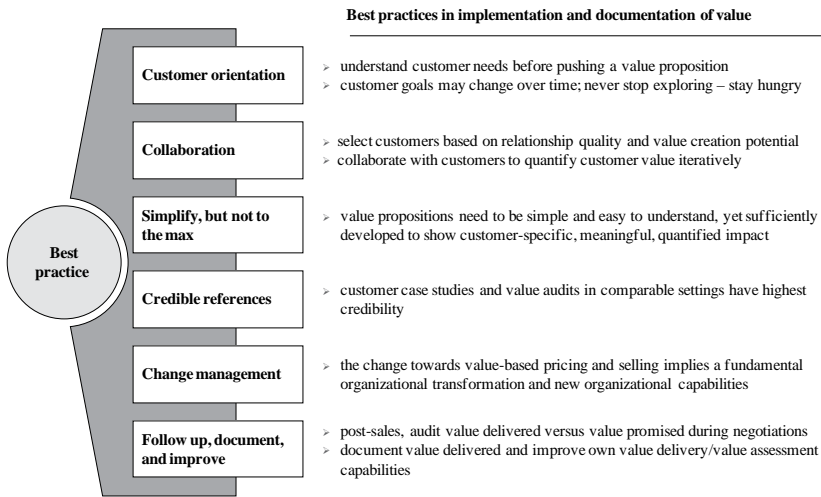 Best practices in implementation and documentation of value
Best
practice
Customer orientation
➢ understand customer needs before pushing a value proposition
➢ customer goals may change over time; never stop exploring – stay hungry
Collaboration
➢ select customers based on relationship quality and value creation potential
➢ collaborate with customers to quantify customer value iteratively
Simplify, but not to
the max
➢ value propositions need to be simple and easy to understand, yet sufficiently
developed to show customer-specific, meaningful, quantified impact
Credible references
➢ customer case studies and value audits in comparable settings have highest
credibility
Change management
➢ the change towards value-based pricing and selling implies a fundamental
organizational transformation and new organizational capabilities
Follow up, document,
and improve
➢ post-sales, audit value delivered versus value promised during negotiations
➢ document value delivered and improve own value delivery/value assessment
capabilities